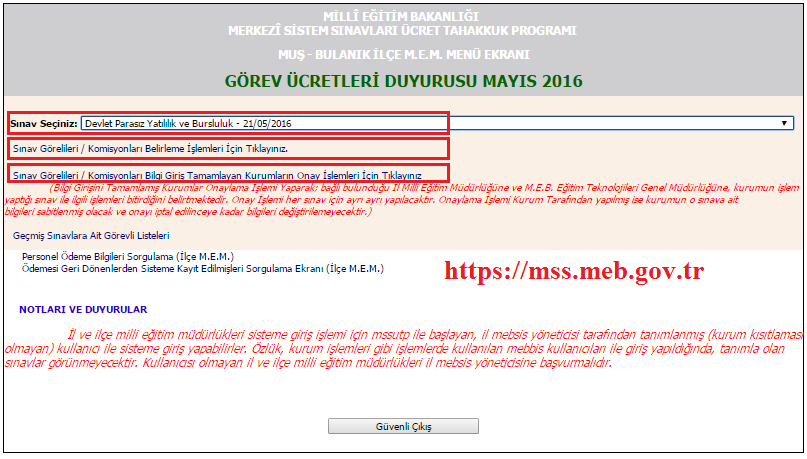 MİLLÎ EĞİTİM BAKANLIĞI
MERKEZÎ SİSTEM SINAVLARI ÜCRET TAHAKKUK PROGRAMI
MUŞ - BULANIK İLÇE M.E.M. MENÜ EKRANI
GÖREV ÜCRETLERİ DUYURUSU MAYIS 2016
Sınav Seçiniz: Devlet Parasız Yatılılık ve Bursluluk - 21/05/2016
Sınav Görelileri / Komisyonları Belirleme İşlemleri İçin Tıklayınız.
Sınav Görelileri / Komisyonları Bilgi Giriş Tamamlayan Kurumların Onay İşlemleri İçin Tıklayınız
(Bilgi Girişini Tamamlamış Kurumlar Onaylama İşlemi Yaparak; bağlı bulunduğu İl Milli Eğitim Müdürlüğüne ve M.E.B. Eğitim Teknolojileri Genel Müdürlüğüne, kurumun işlem
yaptığı sınav ile ilgili işlemleri bitirdiğini belirtmektedir. Onay İşlemi her sınav için ayrı ayrı yapılacaktır. Onaylama İşlemi Kurum Tarafından yapılmış ise kurumun o sınava ait
bilgileri sabitlenmiş olacak ve onayı iptal edilinceye kadar bilgileri değiştirilemeyecektir.)
Geçmiş Sınavlara Ait Görevli Listeleri
Personel Ödeme Bilgileri Sorgulama (İlçe M.E.M.)
Ödemesi Geri Dönenlerden Sisteme Kayıt Edilmişleri Sorgulama Ekranı (İlçe M.E.M.)
https://mss.meb.gov.tr
NOTLARI VE DUYURULAR
İl ve ilçe milli eğitim müdürlükleri sisteme giriş işlemi için mssutp ile başlayan, il mebsis yöneticisi tarafından tanımlanmış (kurum kısıtlaması
olmayan) kullanıcı ile sisteme giriş yapabilirler. Özlük, kurum işlemleri gibi işlemlerde kullanılan mebbis kullanıcıları ile giriş yapıldığında, tanımla olan
sınavlar görünmeyecektir. Kullanıcısı olmayan il ve ilçe milli eğitim müdürlükleri il mebsis yöneticisine başvurmalıdır.
Güvenli Çıkış